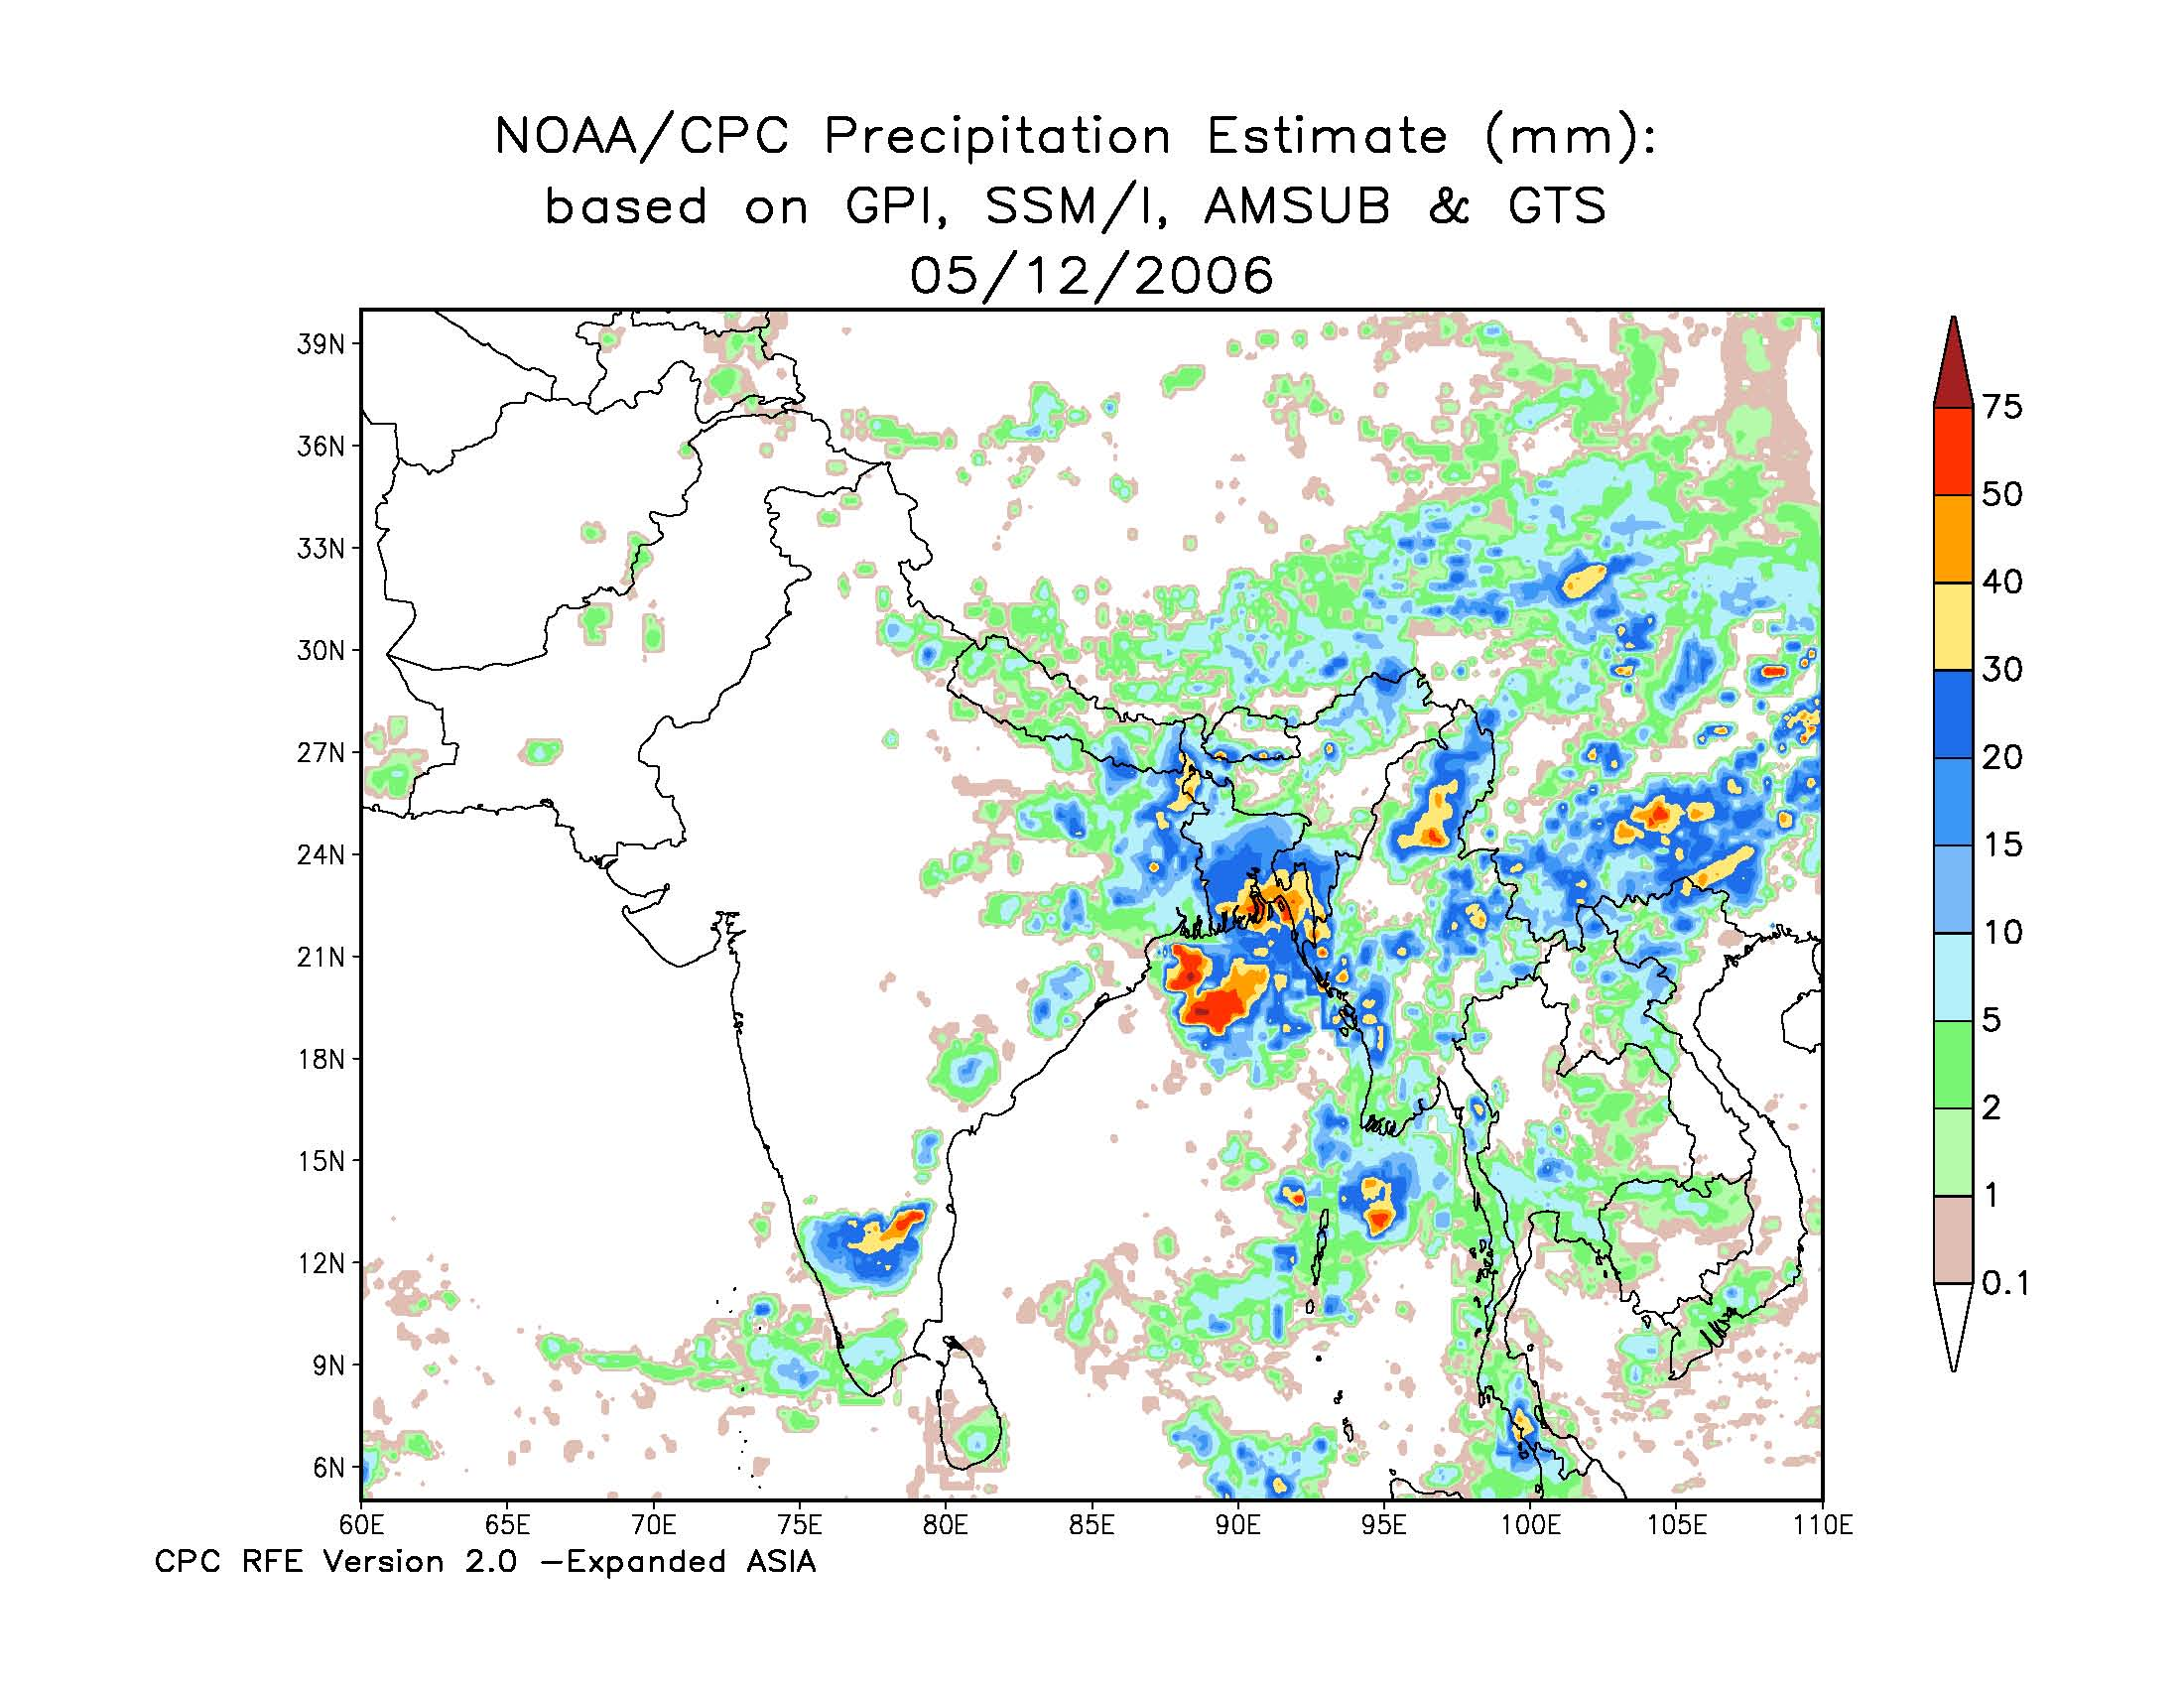 NOAA/CPC Precipitation Estimate (mm):
based on GPI, SSM/I, AMSUB & GTS
05/12/2006
39N
36N
33N
30N
27N
24N
21N
18N
15N
12N
9N
6N
60E 65E 70E 75E 80E 85E 90E 95E 100E 105E 110E
75
50
40
30
20
15
10
5
2
1
0.1
CPC RFE Version 2.0 –Expanded ASIA